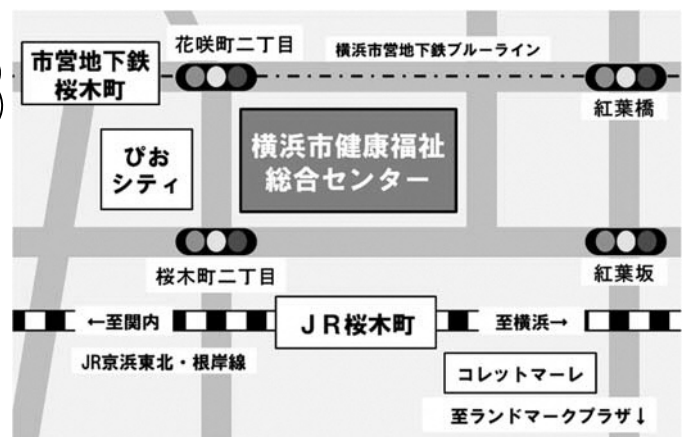 市営地下鉄
桜木町
花咲町二丁目
横浜市営地下鉄ブルーライン
紅葉橋
ぴお
シティ
横浜市健康福祉
総合センター
桜木町二丁目
紅葉坂
←至関内
JR桜木町
至横浜→
JR京浜東北・根岸線
コレットマーレ
至ランドマークプラザ↓